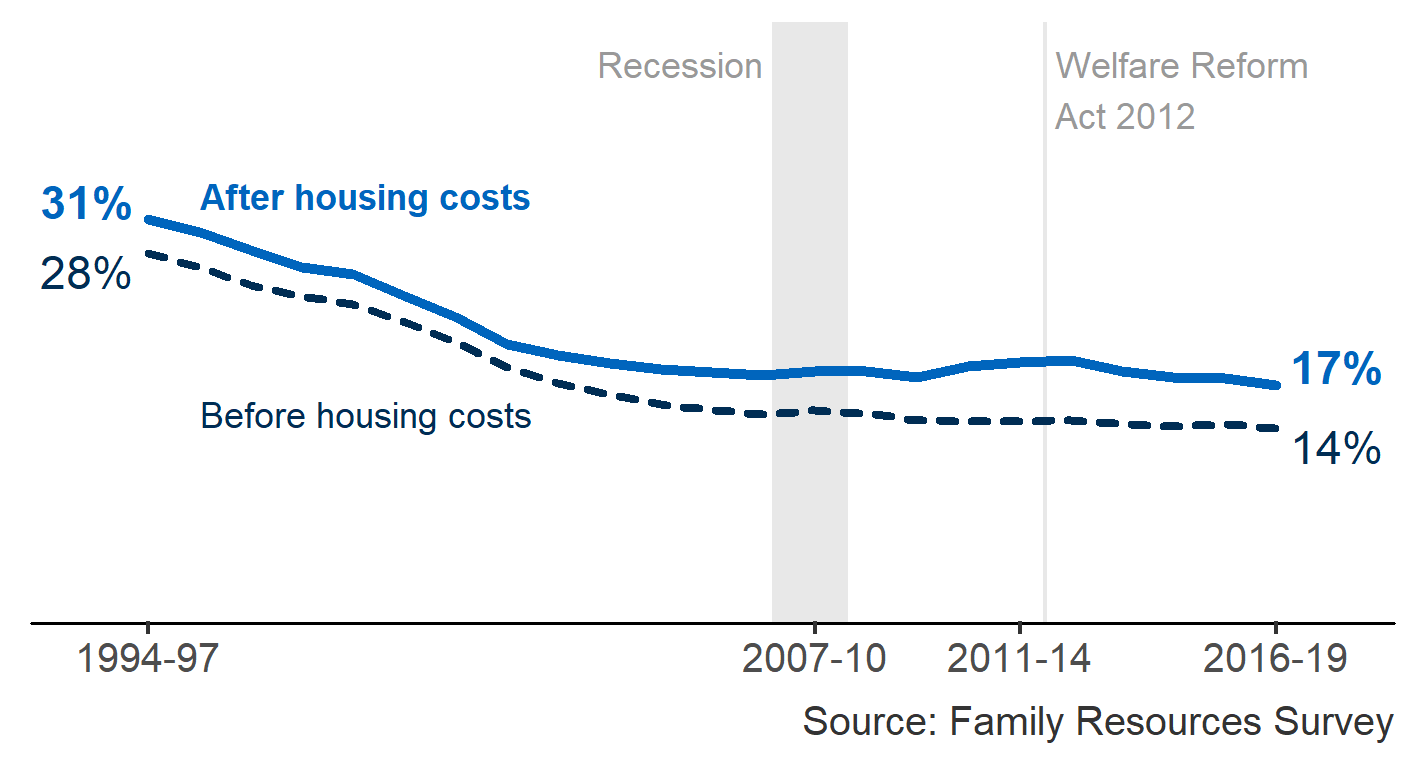 Recession
Welfare Reform
Act 2012
31%
After housing costs
28%
17%
Before housing costs
14%
1994-97
2007-10
2011-14
2016-19
Source: Family Resources Survey